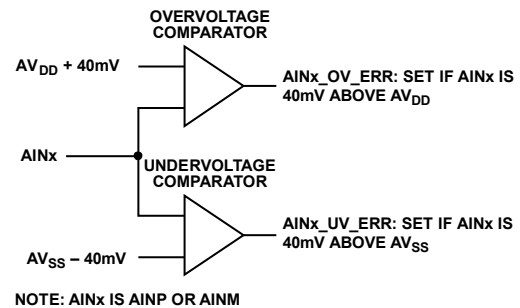 OVERVOLTAGE
COMPARATOR
AVDD + 40mV
AINx_OV_ERR: SET IF AINx IS
40mV ABOVE AVDD
AINx
UNDERVOLTAGE
COMPARATOR
AINx_UV_ERR: SET IF AINx IS
40mV ABOVE AVSS
AVSS – 40mV
NOTE: AINx IS AINP OR AINM